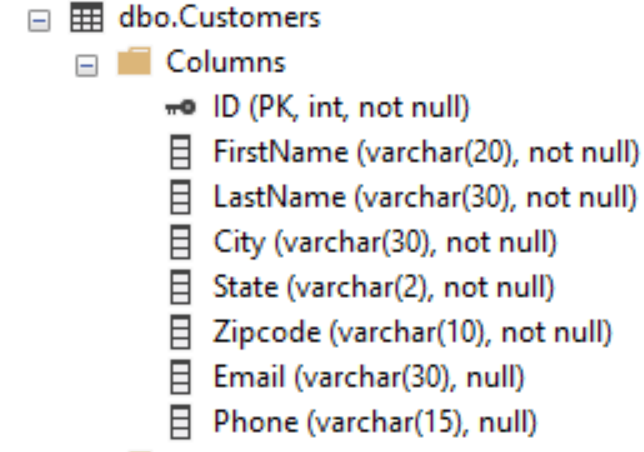 dbo.Customers
Columns
ID (PK, int, not null)
FirstName (varchar(20), not null)
LastName (varchar(30), not null)
City (varchar(30), not null)
State (varchar(2), not null)
Zipcode (varchar(10), not null)
Email (varchar(30), null)
Phone (varchar(15), null)